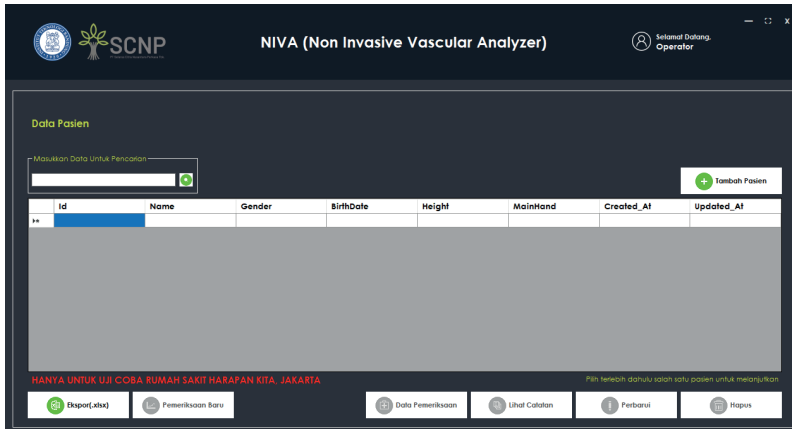 SCNP
NIVA (Non Invasive Vascular Analyzer)
Selamat Datang,
Operator
Data Pasien
Masukkan Data Untuk Pencarian
Tambah Pasien
Id Name Gender BirthDate Height MainHand Created_At Updated_At
HANYA UNTUK UJI COBA RUMAH SAKIT HARAPAN KITA, JAKARTA
Pilih terlebih dahulu salah satu pasien untuk melanjutkan
Ekspor(.xlsx) Pemeriksaan Baru Data Pemeriksaan Lihat Catatan Perbarui Hapus